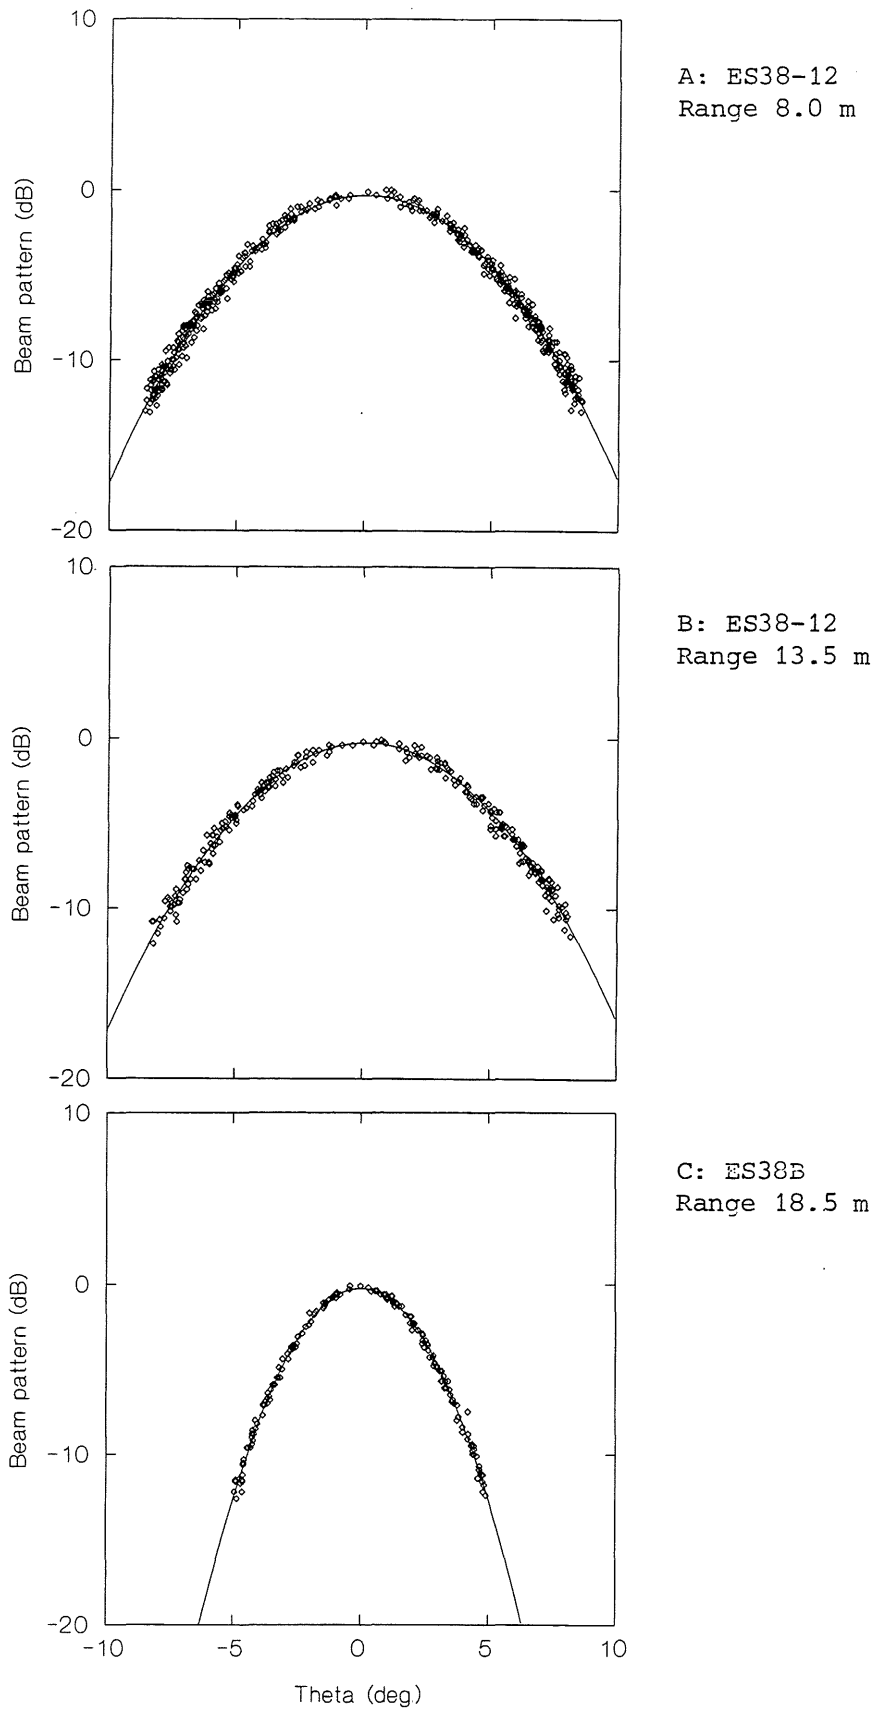 10
0
-10
-20
Beam pattern (dB)
A: ES38-12
Range 8.0 m
10
0
-10
-20
Beam pattern (dB)
B: ES38-12
Range 13.5 m
10
0
-10
-20
Beam pattern (dB)
C: ES38B
Range 18.5 m
-10 -5 0 5 10
Theta (deg.)